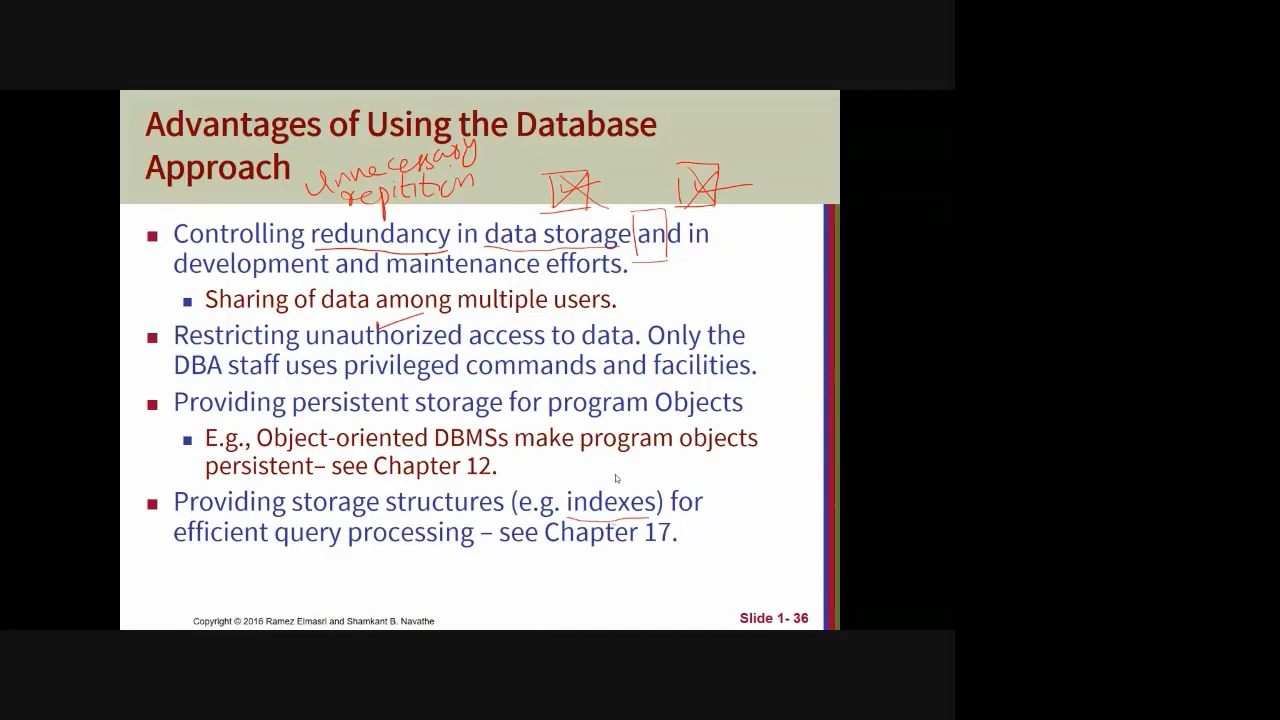 Advantages of Using the Database
Approach
Unnecessary
repitition
Controlling redundancy in data storage and in
development and maintenance efforts.
Sharing of data among multiple users.
Restricting unauthorized access to data. Only the
DBA staff uses privileged commands and facilities.
Providing persistent storage for program Objects
E.g., Object-oriented DBMSs make program objects
persistent– see Chapter 12.
Providing storage structures (e.g. indexes) for
efficient query processing – see Chapter 17.
Copyright © 2016 Ramez Elmasri and Shamkant B. Navathe
Slide 1- 36